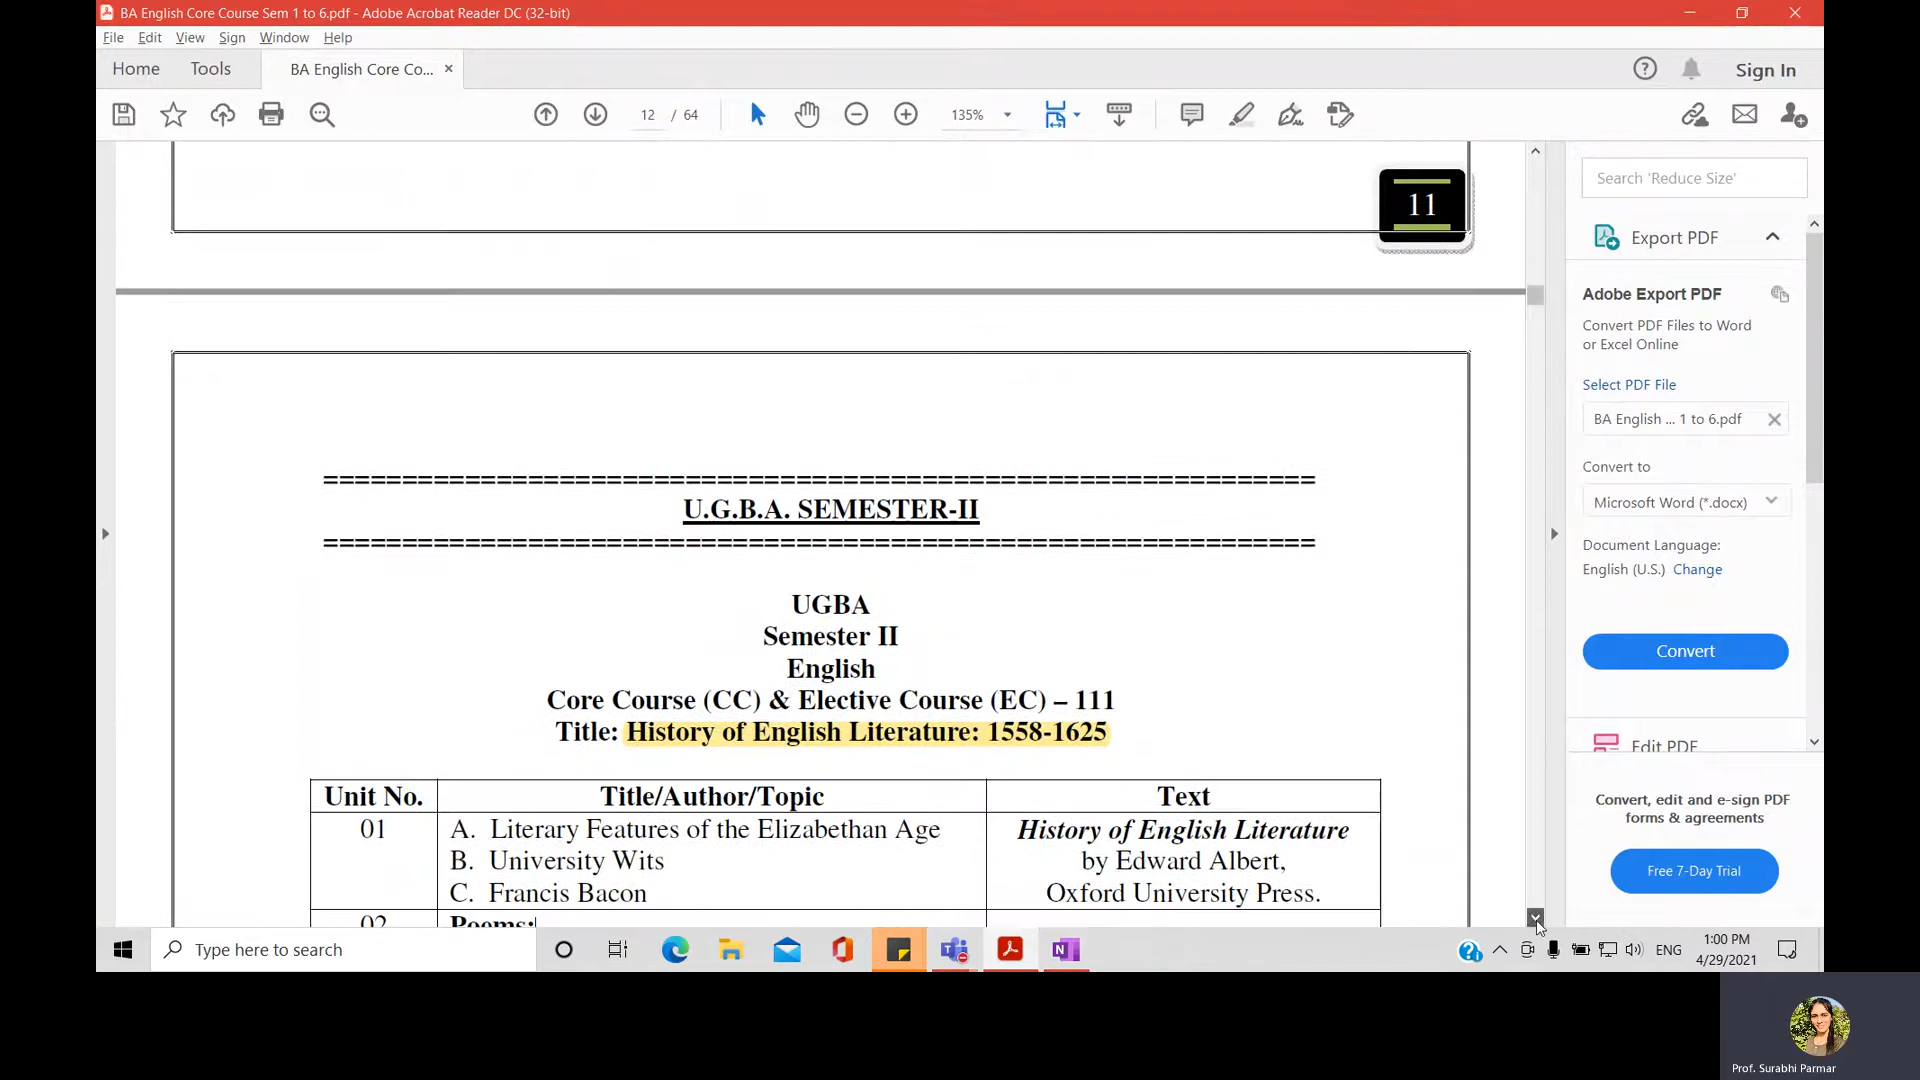 BA English Core Course Sem 1 to 6.pdf - Adobe Acrobat Reader DC (32-bit)
File Edit View Sign Window Help
Home Tools BA English Core Co... × Sign In
12 / 64 135%
Search 'Reduce Size'
11
Export PDF
Adobe Export PDF
Convert PDF Files to Word
or Excel Online
Select PDF File
BA English ... 1 to 6.pdf
Convert to
Microsoft Word (*.docx)
Document Language:
English (U.S.) Change
Convert
Edit PDF
Convert, edit and e-sign PDF
forms & agreements
Free 7-Day Trial
===============================================================
U.G.B.A. SEMESTER-II
===============================================================
UGBA
Semester II
English
Core Course (CC) & Elective Course (EC) – 111
Title: History of English Literature: 1558-1625
Unit No. Title/Author/Topic Text
01 A. Literary Features of the Elizabethan Age History of English Literature
B. University Wits by Edward Albert,
C. Francis Bacon Oxford University Press.
02 Poems:
Type here to search
ENG
1:00 PM
4/29/2021
Prof. Surabhi Parmar